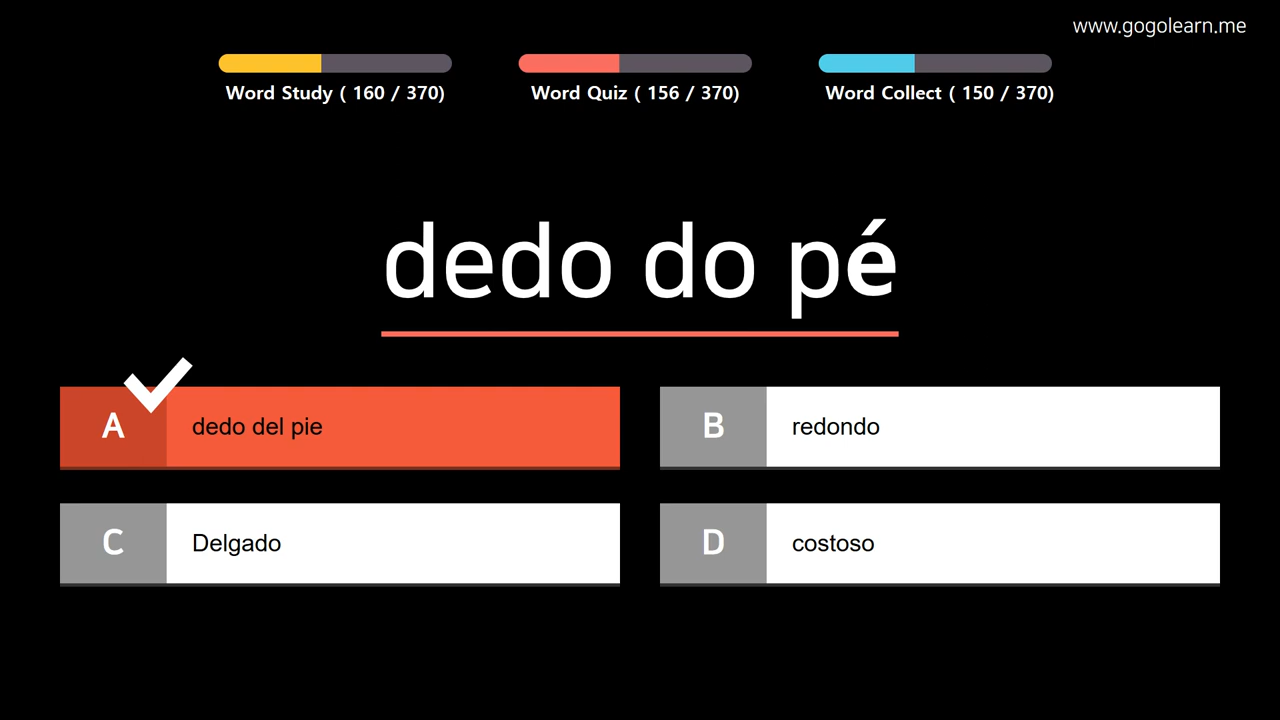 www.gogolearn.me
Word Study ( 160 / 370)
Word Quiz ( 156 / 370)
Word Collect ( 150 / 370)
dedo do pé
A
dedo del pie
B
redondo
C
Delgado
D
costoso